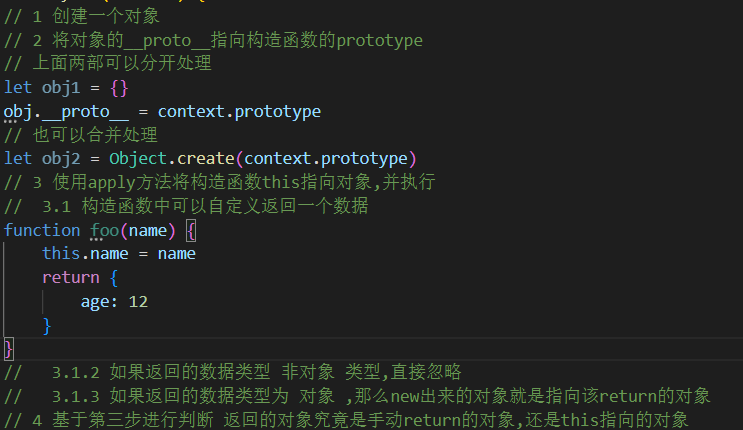 // 1 创建一个对象
// 2 将对象的__proto__指向构造函数的prototype
// 上面两部可以分开处理
let obj1 = {}
obj.__proto__ = context.prototype
// 也可以合并处理
let obj2 = Object.create(context.prototype)
// 3 使用apply方法将构造函数this指向对象,并执行
//  3.1 构造函数中可以自定义返回一个数据
function foo(name) {
    this.name = name
    return {
        age: 12
    }
}
//   3.1.2 如果返回的数据类型 非对象 类型,直接忽略
//   3.1.3 如果返回的数据类型为 对象 ,那么new出来的对象就是指向该return的对象
// 4 基于第三步进行判断 返回的对象究竟是手动return的对象,还是this指向的对象